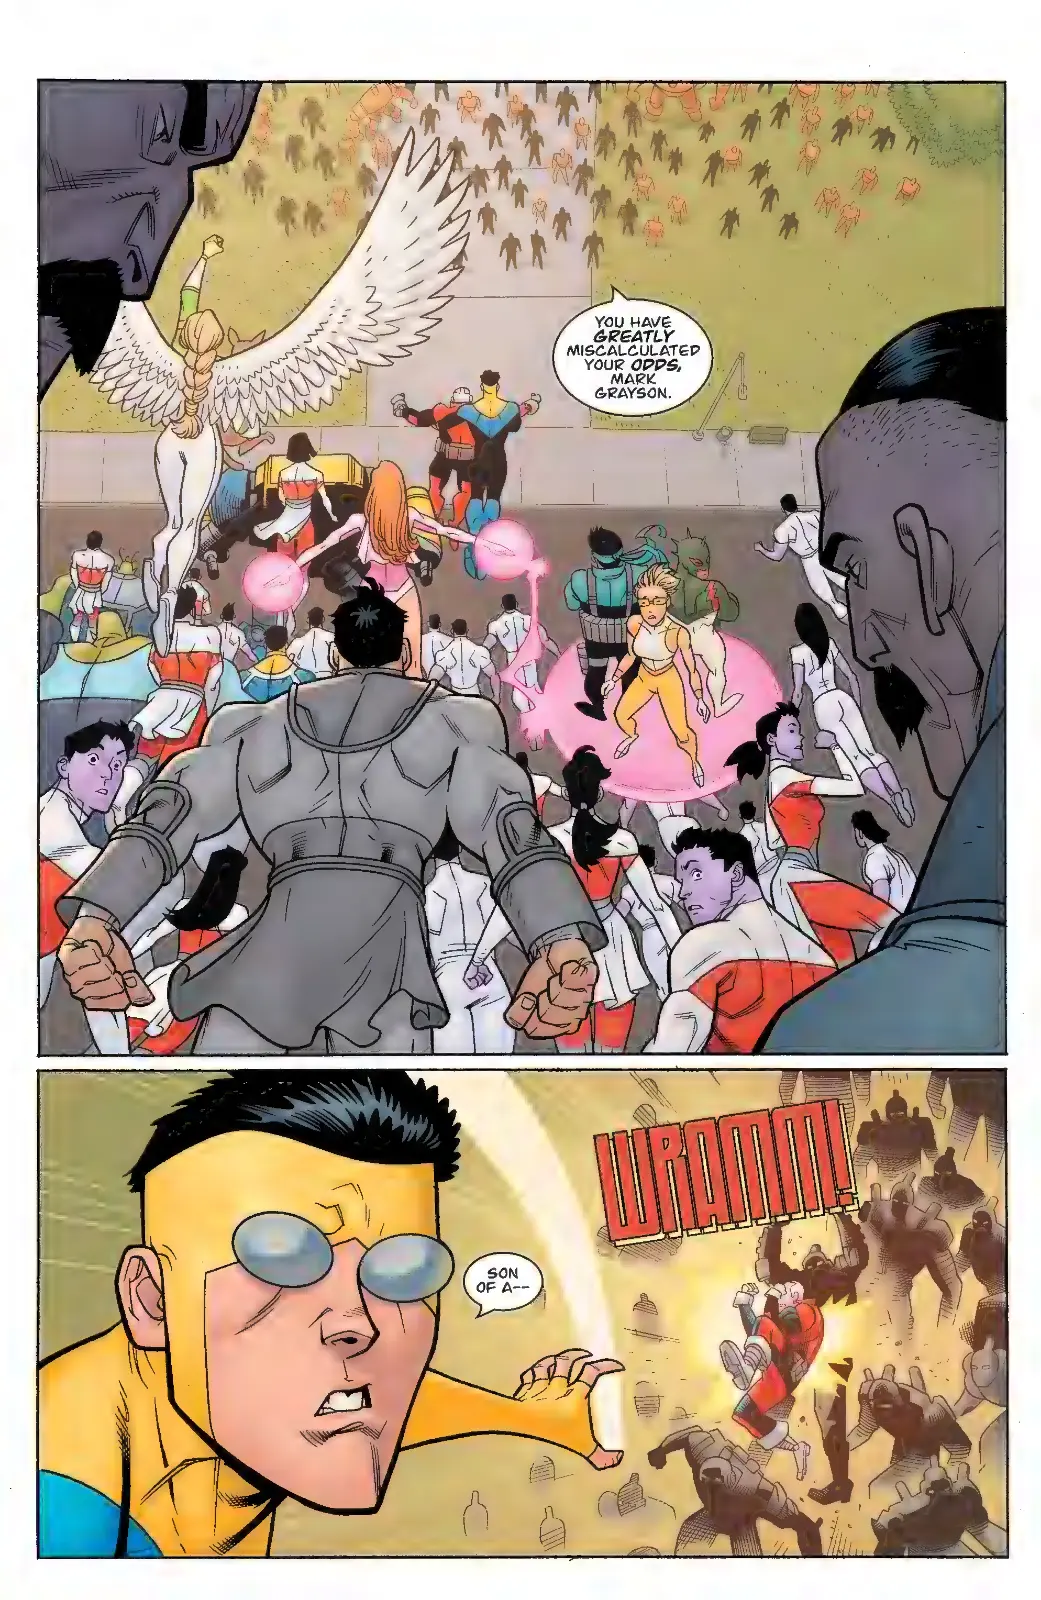 YOU HAVE
GREATLY
MISCALCULATED
YOUR ODDS,
MARK
GRAYSON.
SON
OF A--
WRAMM!